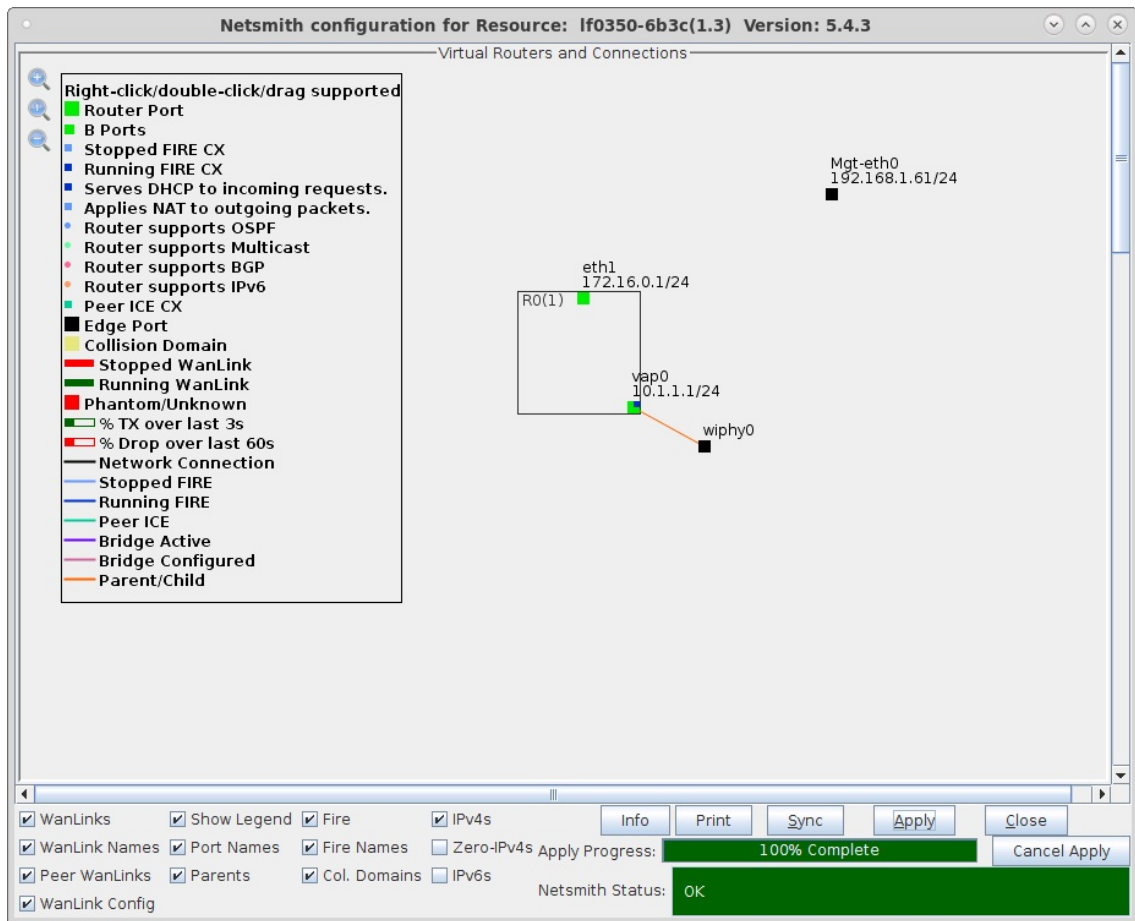 Netsmith configuration for Resource: lf0350-6b3c(1.3) Version: 5.4.3
Virtual Routers and Connections
Right-click/double-click/drag supported
Router Port
B Ports
Stopped FIRE CX
Running FIRE CX
Serves DHCP to incoming requests.
Applies NAT to outgoing packets.
Router supports OSPF
Router supports Multicast
Router supports BGP
Router supports IPv6
Peer ICE CX
Edge Port
Collision Domain
Stopped WanLink
Running WanLink
Phantom/Unknown
% TX over last 3s
% Drop over last 60s
Network Connection
Stopped FIRE
Running FIRE
Peer ICE
Bridge Active
Bridge Configured
Parent/Child
Mgt-eth0
192.168.1.61/24
eth1
172.16.0.1/24
R0(1)
vap0
10.1.1.1/24
wiphy0
WanLinks Show Legend Fire IPv4s Info Print Sync Apply Close
WanLink Names Port Names Fire Names Zero-IPv4s Apply Progress: 100% Complete Cancel Apply
Peer WanLinks Parents Col. Domains IPv6s Netsmith Status: OK
WanLink Config